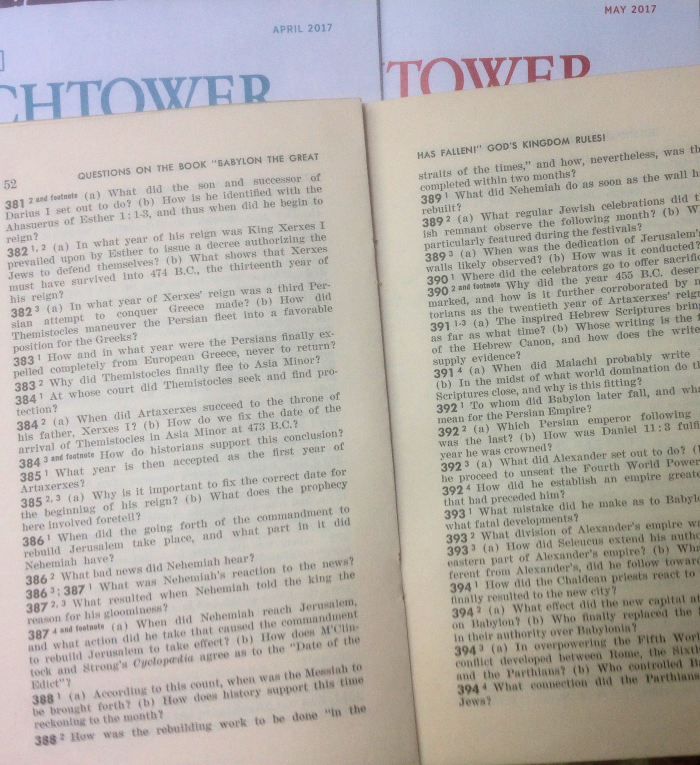 APRIL 2017
CHTOWER
MAY 2017
TOWER
52
QUESTIONS ON THE BOOK "BABYLON THE GREAT
381 2 and footnote (a) What did the son and successor of
Darius I set out to do? (b) How is he identified with the
Ahasuerus of Esther 1:1-3, and thus when did he begin to
reign?
382 1, 2 (a) In what year of his reign was King Xerxes I
prevailed upon by Esther to issue a decree authorizing the
Jews to defend themselves? (b) What shows that Xerxes
must have survived into 474 B.C., the thirteenth year of
his reign?
382 3 (a) In what year of Xerxes' reign was a third Per-
sian attempt to conquer Greece made? (b) How did
Themistocles maneuver the Persian fleet into a favorable
position for the Greeks?
383 1 How and in what year were the Persians finally ex-
pelled completely from European Greece, never to return?
383 2 Why did Themistocles finally flee to Asia Minor?
384 1 At whose court did Themistocles seek and find pro-
tection?
384 2 (a) When did Artaxerxes succeed to the throne of
his father, Xerxes I? (b) How do we fix the date of the
arrival of Themistocles in Asia Minor at 473 B.C.?
384 3 and footnote How do historians support this conclusion?
385 1 What year is then accepted as the first year of
Artaxerxes?
385 2, 3 (a) Why is it important to fix the correct date for
the beginning of his reign? (b) What does the prophecy
here involved foretell?
386 1 When did the going forth of the commandment to
rebuild Jerusalem take place, and what part in it did
Nehemiah have?
386 2 What bad news did Nehemiah hear?
386 3; 387 1 What was Nehemiah's reaction to the news?
387 2, 3 What resulted when Nehemiah told the king the
reason for his gloominess?
387 4 and footnote (a) When did Nehemiah reach Jerusalem,
and what action did he take that caused the commandment
to rebuild Jerusalem to take effect? (b) How does M'Clin-
tock and Strong's Cyclopædia agree as to the "Date of the
Edict"?
388 1 (a) According to this count, when was the Messiah to
be brought forth? (b) How does history support this time
reckoning to the month?
388 2 How was the rebuilding work to be done "in the
HAS FALLEN!" GOD'S KINGDOM RULES!
straits of the times," and how, nevertheless, was th
completed within two months?
389 1 What did Nehemiah do as soon as the wall h
rebuilt?
389 2 (a) What regular Jewish celebrations did t
ish remnant observe the following month? (b) W
particularly featured during the festivals?
389 3 (a) When was the dedication of Jerusalem'
walls likely observed? (b) How was it conducted?
390 1 Where did the celebrators go to offer sacrific
390 2 and footnote Why did the year 455 B.C. deser
marked, and how is it further corroborated by m
torians as the twentieth year of Artaxerxes' reign
391 1-3 (a) The inspired Hebrew Scriptures bring
as far as what time? (b) Whose writing is the
of the Hebrew Canon, and how does the write
supply evidence?
391 4 (a) When did Malachi probably write
(b) In the midst of what world domination do th
Scriptures close, and why is this fitting?
392 1 To whom did Babylon later fall, and wha
mean for the Persian Empire?
392 2 (a) Which Persian emperor following
was the last? (b) How was Daniel 11:3 fulfi
year he was crowned?
392 3 (a) What did Alexander set out to do?
he proceed to unseat the Fourth World Power
392 4 How did he establish an empire greate
that had preceded him?
393 1 What mistake did he make as to Babylo
what fatal developments?
393 2 What division of Alexander's empire w
393 3 (a) How did Seleucus extend his autho
eastern part of Alexander's empire? (b) Wh
ferent from Alexander's, did he follow towar
394 1 How did the Chaldean priests react to
finally resulted to the new city?
394 2 (a) What effect did the new capital at
on Babylon? (b) Who finally replaced the
in their authority over Babylonia?
394 3 (a) In overpowering the Fifth Wor
conflict developed between Rome, the Sixth
and the Parthians? (b) Who controlled B
394 4 What connection did the Parthians
Jews?